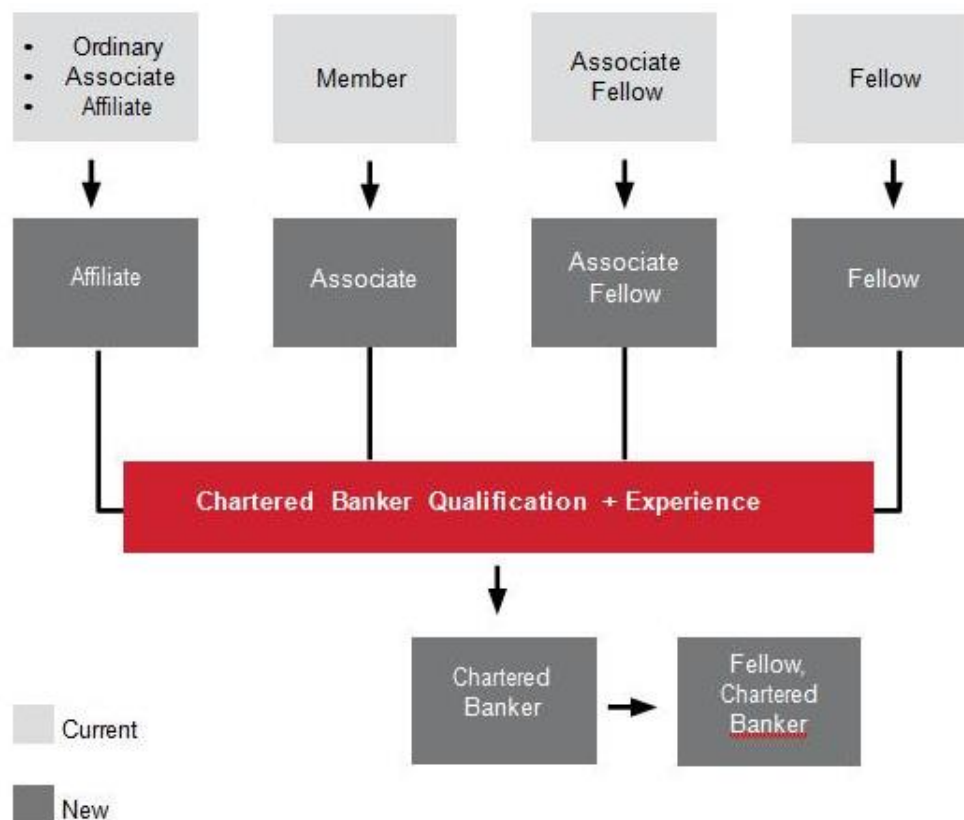 • Ordinary
• Associate
• Affiliate
Member
Associate
Fellow
Fellow
Affiliate
Associate
Associate
Fellow
Fellow
Chartered Banker Qualification + Experience
Chartered
Banker
Fellow,
Chartered
Banker
Current
New